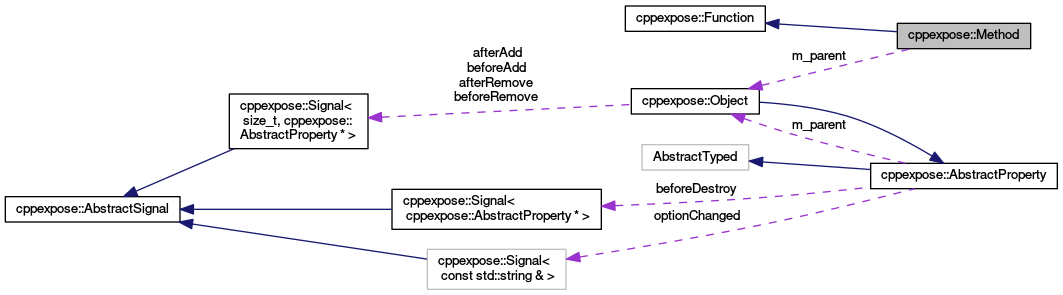 cppexpose::Function
cppexpose::Method
m_parent
afterAdd
beforeAdd
afterRemove
beforeRemove
cppexpose::Signal<
size_t, cppexpose::
AbstractProperty * >
cppexpose::Object
m_parent
AbstractTyped
cppexpose::AbstractProperty
beforeDestroy
cppexpose::Signal<
cppexpose::AbstractProperty * >
cppexpose::AbstractSignal
optionChanged
cppexpose::Signal<
const std::string & >